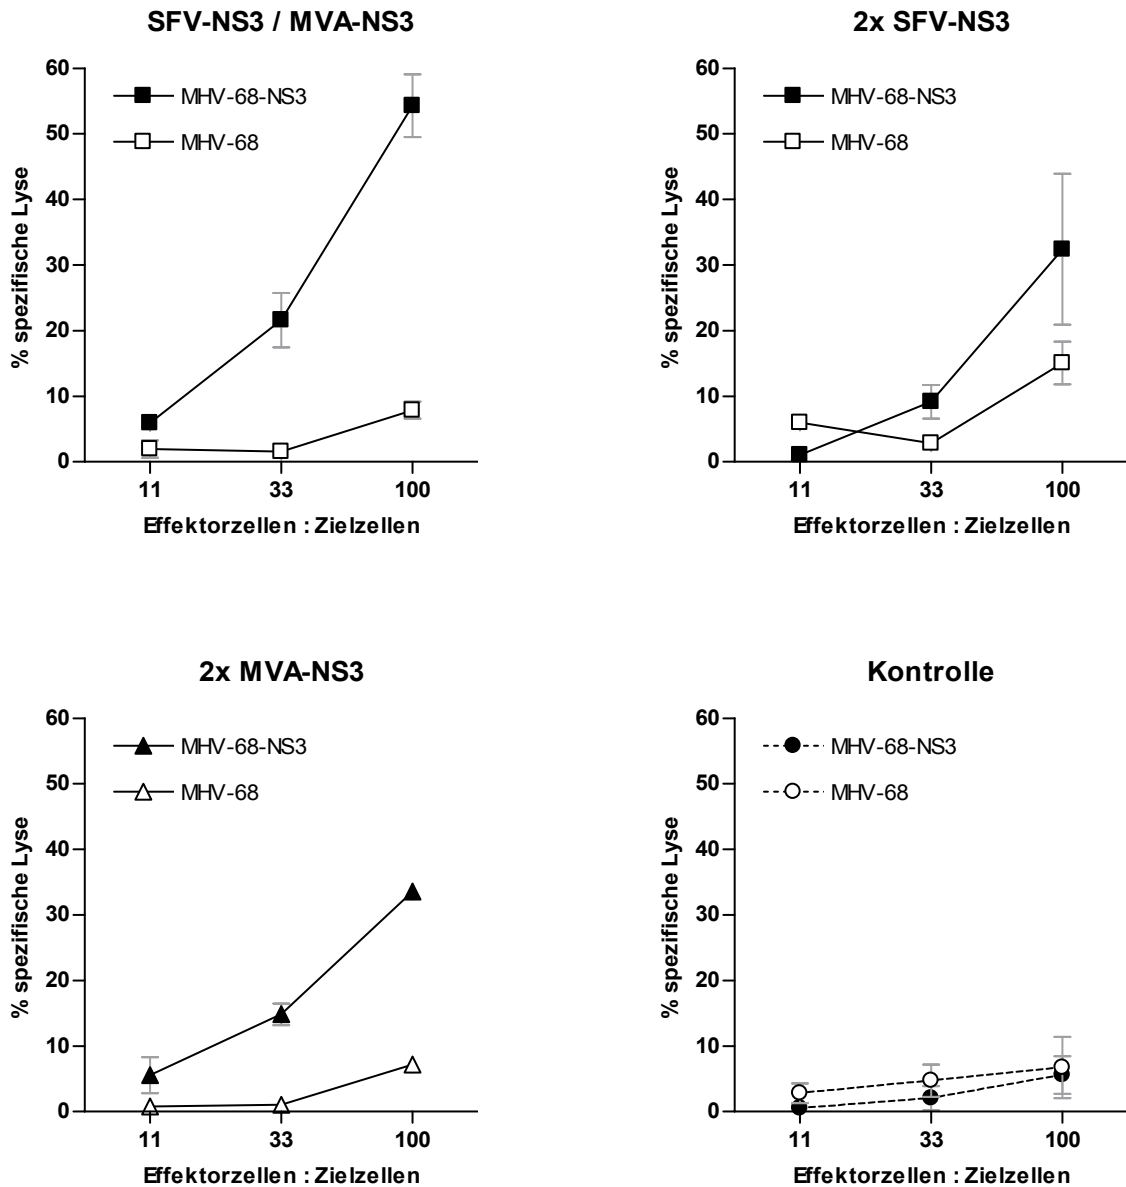 SFV-NS3 / MVA-NS3
60
50
40
30
20
10
0
% spezifische Lyse
MHV-68-NS3
MHV-68
11 33 100
Effektorzellen : Zielzellen
2x SFV-NS3
60
50
40
30
20
10
0
% spezifische Lyse
MHV-68-NS3
MHV-68
11 33 100
Effektorzellen : Zielzellen
2x MVA-NS3
60
50
40
30
20
10
0
% spezifische Lyse
MHV-68-NS3
MHV-68
11 33 100
Effektorzellen : Zielzellen
Kontrolle
60
50
40
30
20
10
0
% spezifische Lyse
MHV-68-NS3
MHV-68
11 33 100
Effektorzellen : Zielzellen